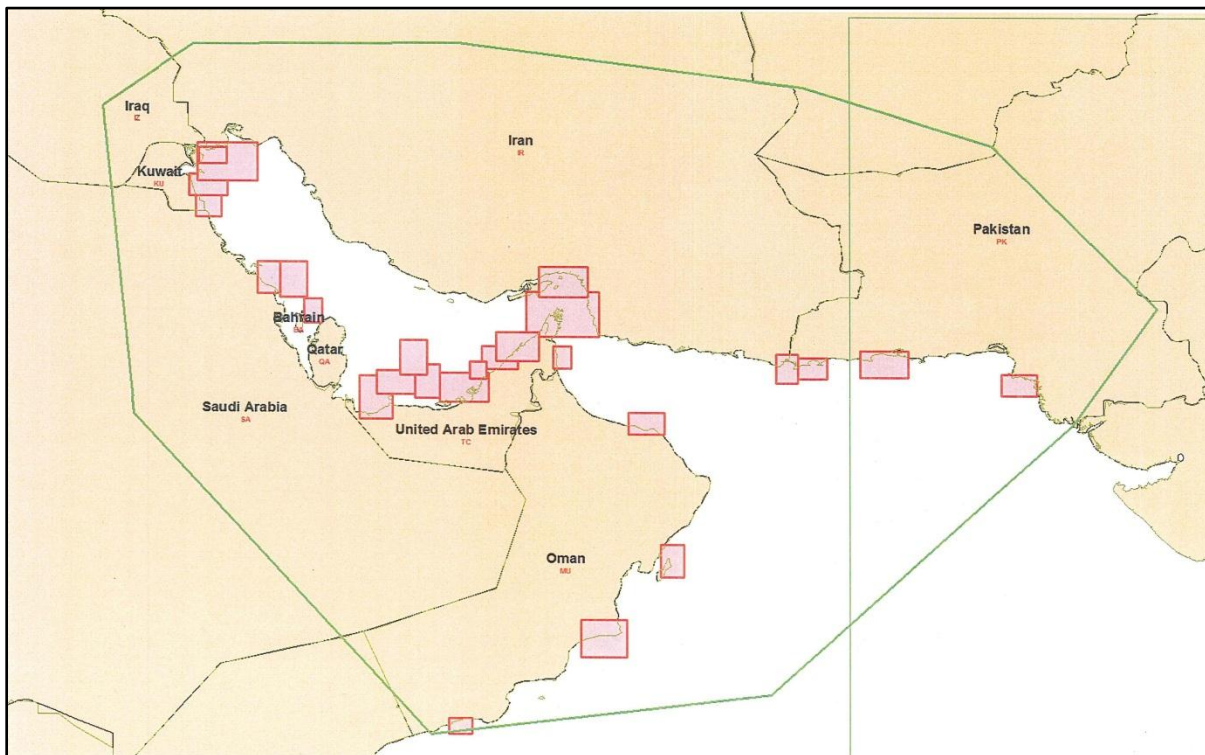 Iraq
IZ
Iran
IR
Kuwait
KU
Pakistan
PK
Bahrain
BA
Qatar
QA
Saudi Arabia
SA
United Arab Emirates
TC
Oman
MU